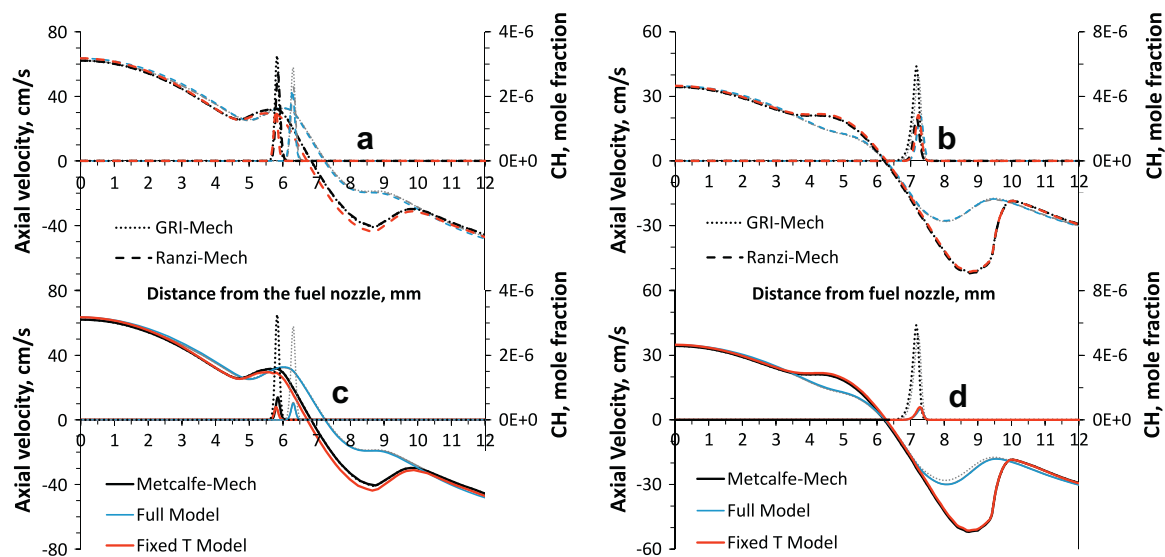 80
4E-6
60
8E-6
Axial Velocity, cm/s
CH, mole fraction
Axial Velocity, cm/s
CH, mole fraction
40
2E-6
30
4E-6
a
b
0
0E+0
0
0E+0
0 1 2 3 4 5 6 7 8 9 10 11 12
0 1 2 3 4 5 6 7 8 9 10 11 12
-40
GRI-Mech
Ranzi-Mech
-30
GRI-Mech
Ranzi-Mech
-80
-60
Distance from the fuel nozzle, mm
Distance from fuel nozzle, mm
80
4E-6
60
8E-6
Axial Velocity, cm/s
CH, mole fraction
Axial Velocity, cm/s
CH, mole fraction
40
2E-6
30
4E-6
c
d
0
0E+0
0
0E+0
0 1 2 3 4 5 6 7 8 9 10 11 12
0 1 2 3 4 5 6 7 8 9 10 11 12
-40
Metcalfe-Mech
Full Model
Fixed T Model
-30
Metcalfe-Mech
Full Model
Fixed T Model
-80
-60